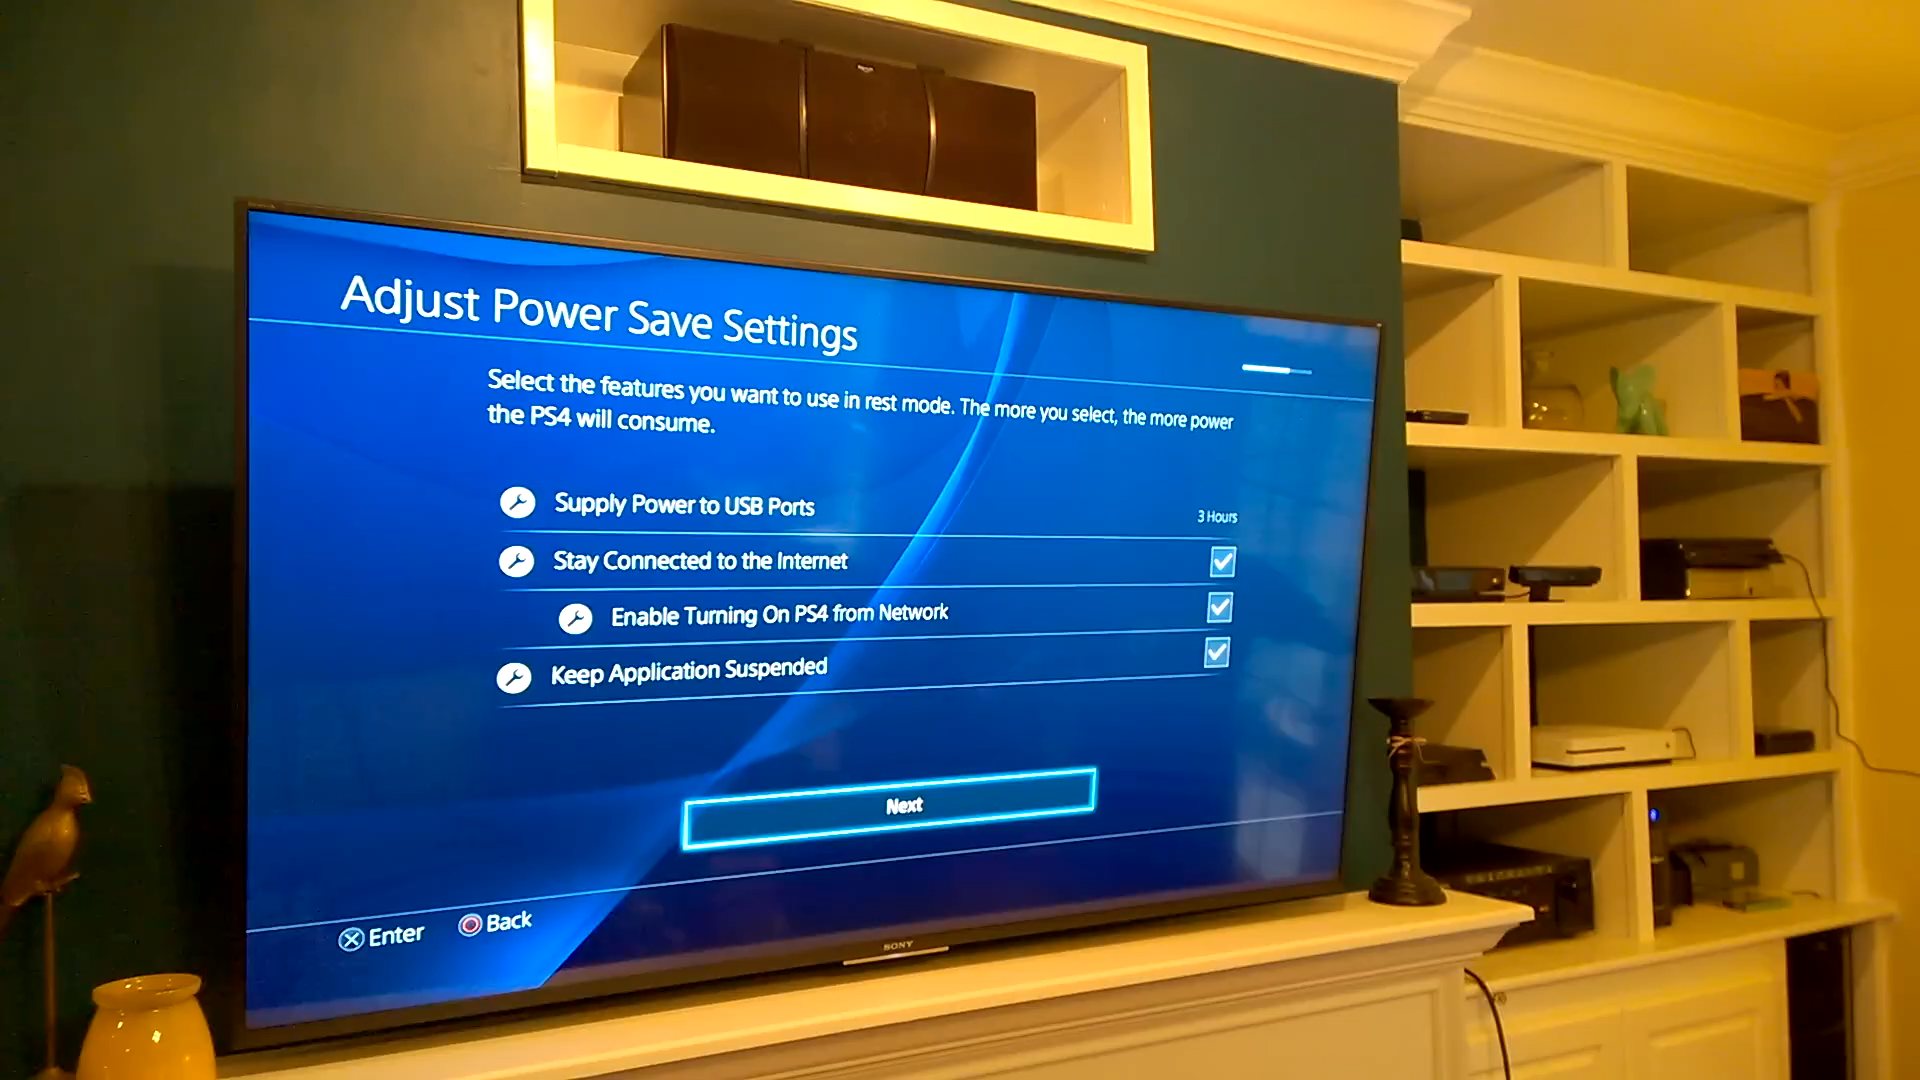 Adjust Power Save Settings
Select the features you want to use in rest mode. The more you select, the more power
the PS4 will consume.
Supply Power to USB Ports
3 Hours
Stay Connected to the Internet
Enable Turning On PS4 from Network
Keep Application Suspended
Next
Enter
Back
SONY